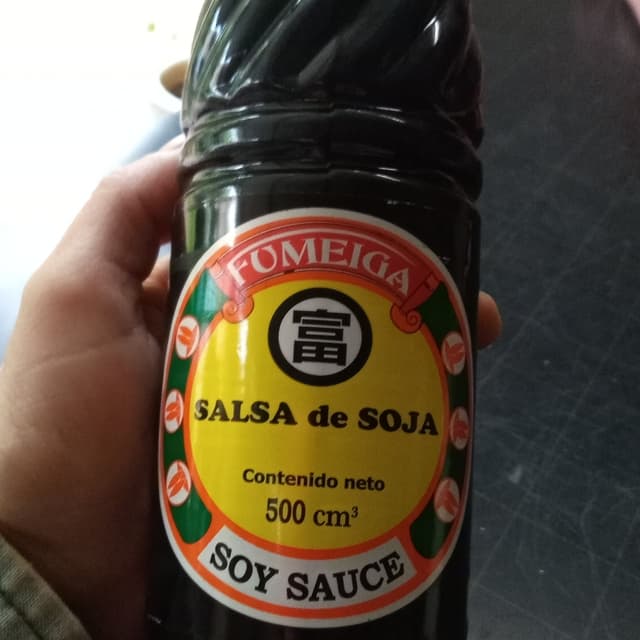 FUMEIGA
富
SALSA de SOJA
Contenido neto
500 cm³
SOY SAUCE